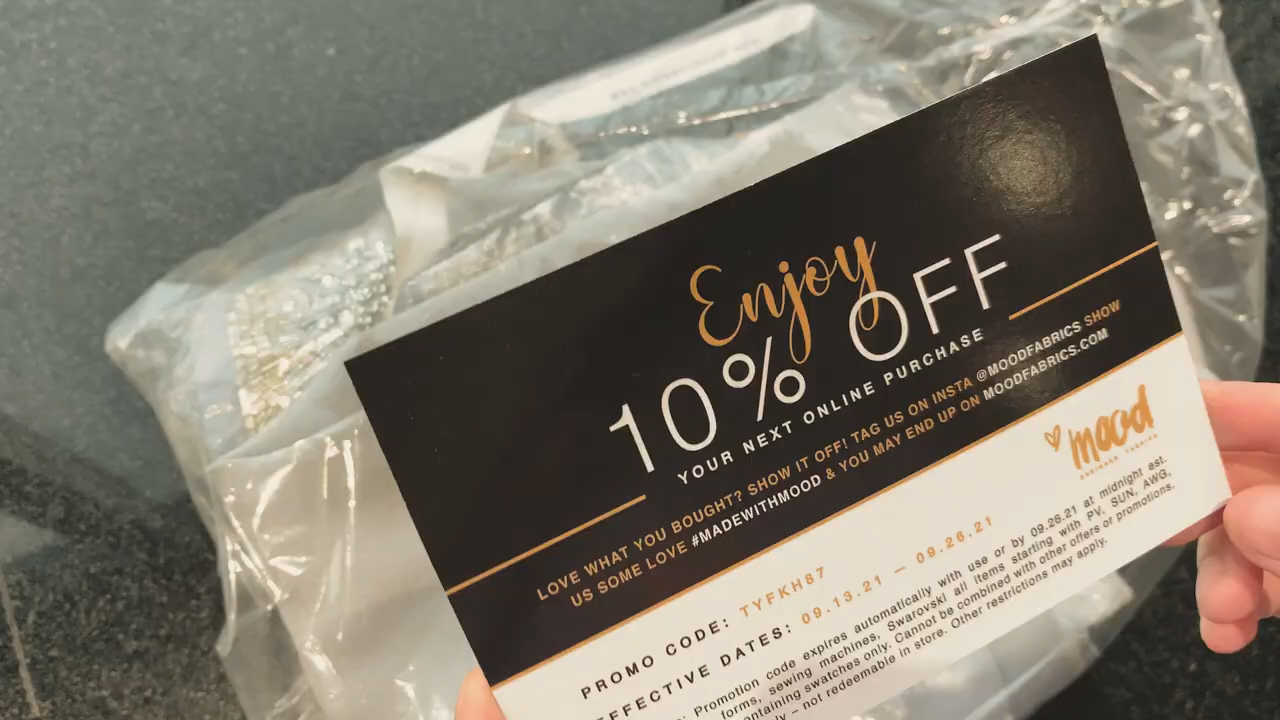 Enjoy
10% OFF
YOUR NEXT ONLINE PURCHASE
LOVE WHAT YOU BOUGHT? SHOW IT OFF! TAG US ON INSTA @MOODFABRICS SHOW
US SOME LOVE #MADEWITHMOOD & YOU MAY END UP ON MOODFABRICS.COM
mood
DESIGNER FABRICS
PROMO CODE: TYFKH87
EFFECTIVE DATES: 09.13.21 – 09.26.21
Promotion code expires automatically with use or by 09.26.21 at midnight est.
forms, sewing machines, Swarovski all items starting with PV, SUN, AWG,
containing swatches only. Cannot be combined with other offers or promotions.
– not redeemable in store. Other restrictions may apply.